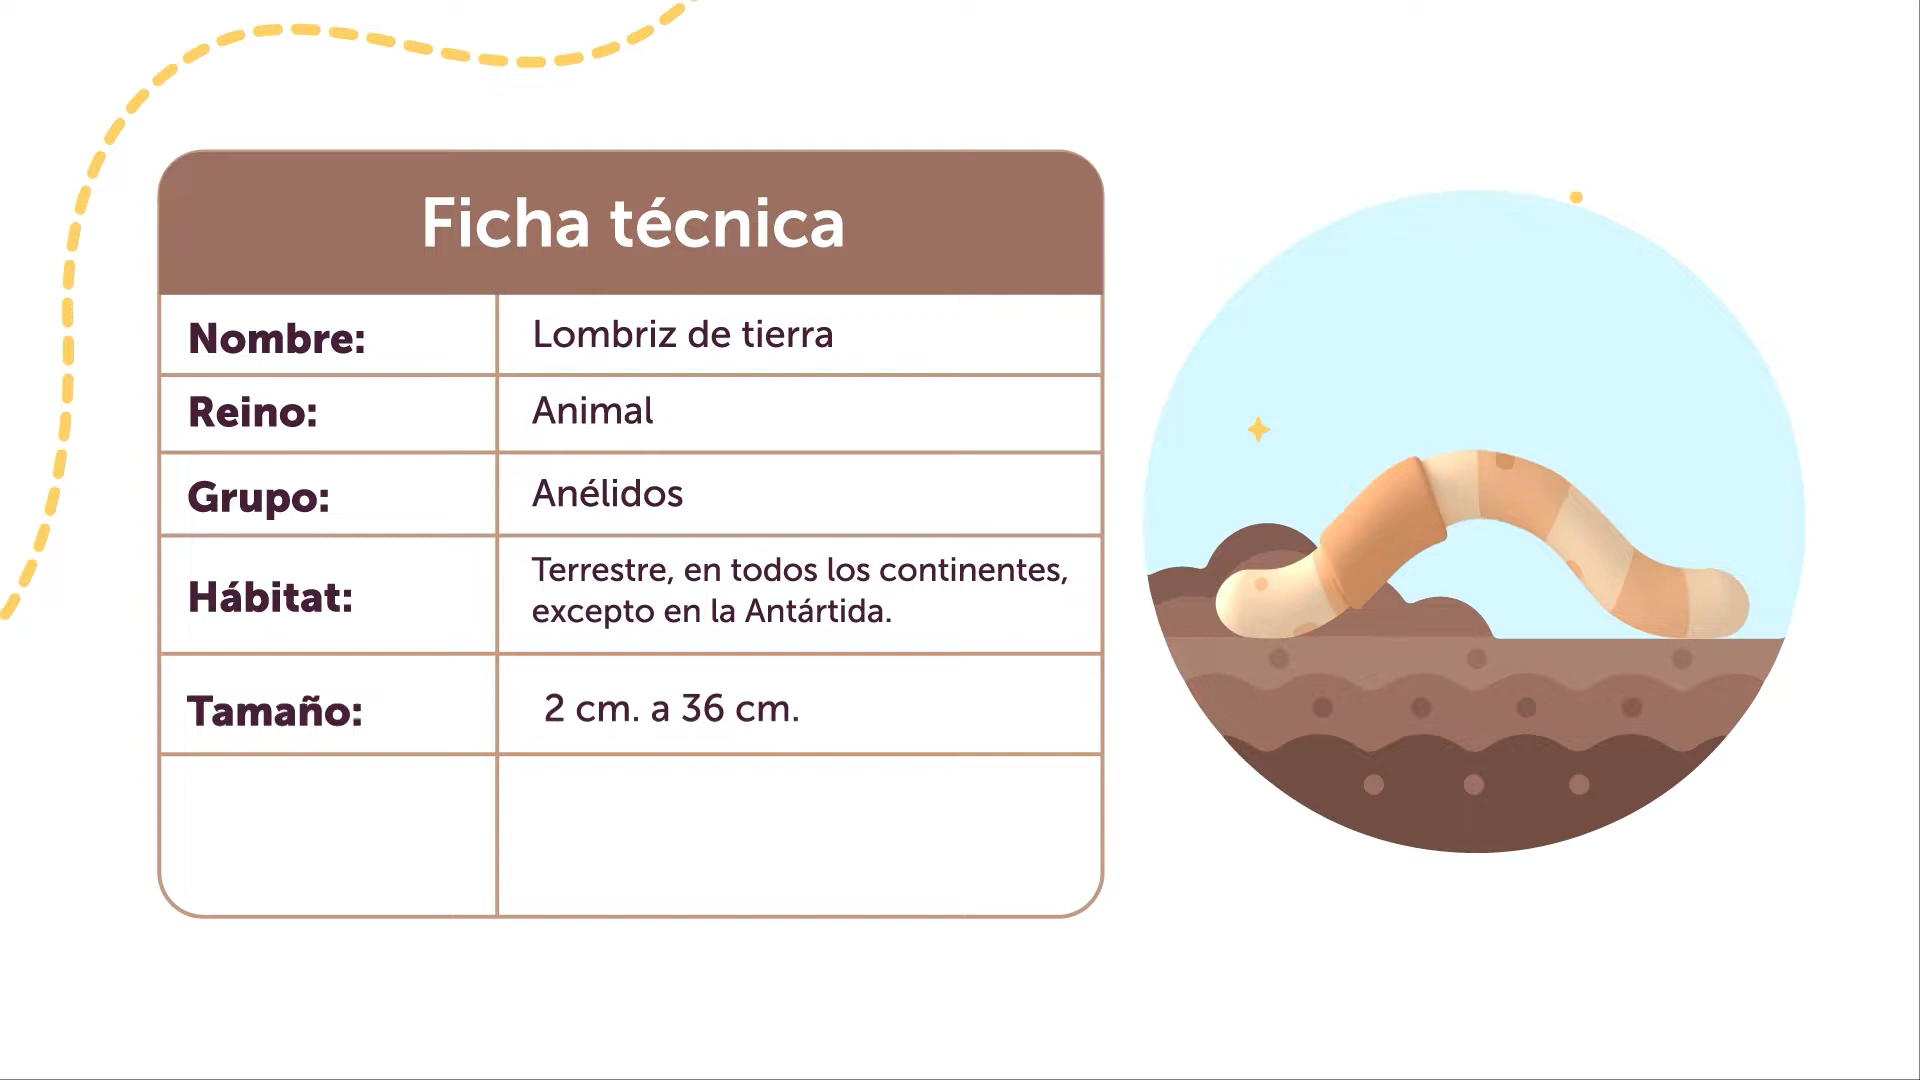 Ficha técnica
Nombre: Lombriz de tierra
Reino: Animal
Grupo: Anélidos
Hábitat: Terrestre, en todos los continentes,
excepto en la Antártida.
Tamaño: 2 cm. a 36 cm.